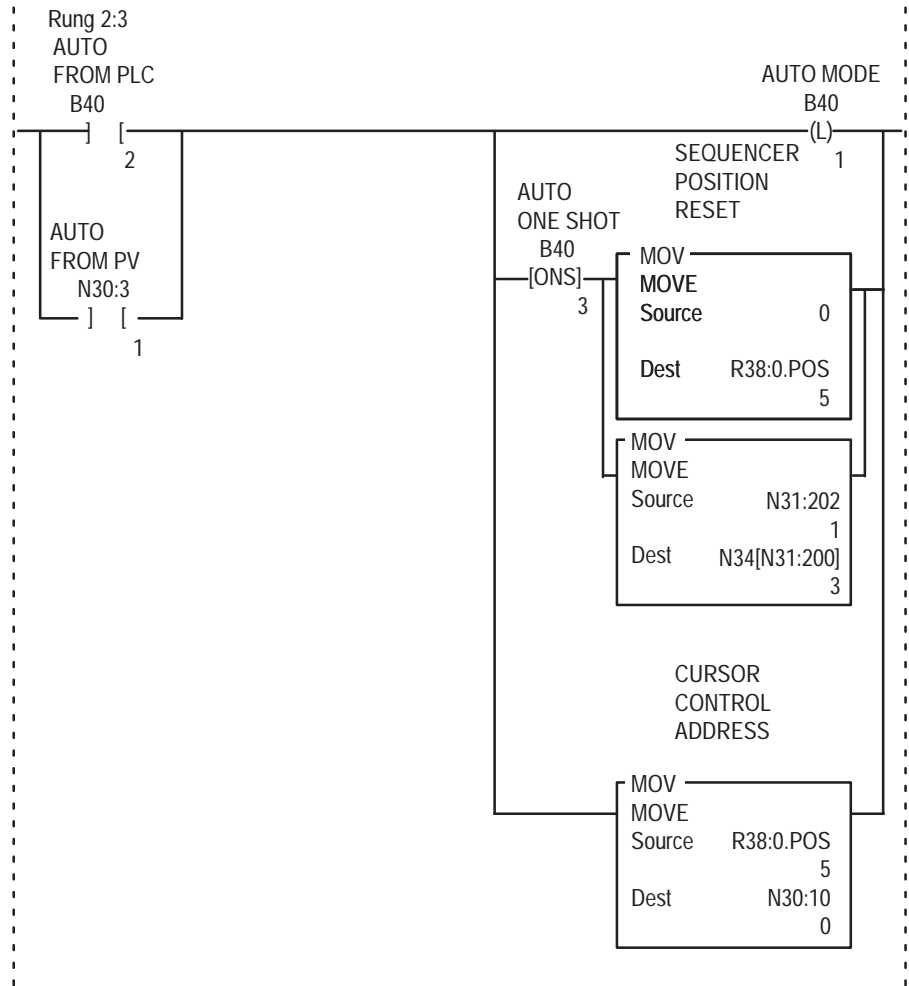 Rung 2:3
AUTO
FROM PLC
B40
] [
2
AUTO
FROM PV
N30:3
] [
1
AUTO MODE
B40
(L)
1
SEQUENCER
POSITION
RESET
AUTO
ONE SHOT
B40
[ONS]
3
MOV
MOVE
Source 0
Dest R38:0.POS
5
MOV
MOVE
Source N31:202
1
Dest N34[N31:200]
3
CURSOR
CONTROL
ADDRESS
MOV
MOVE
Source R38:0.POS
5
Dest N30:10
0